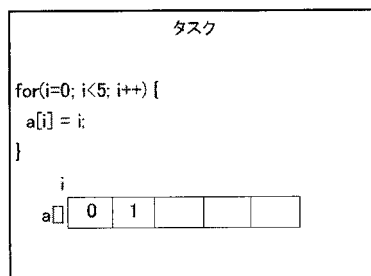 タスク
for(i=0; i<5; i++) {
a[i] = i;
}
i
a[] 0 1